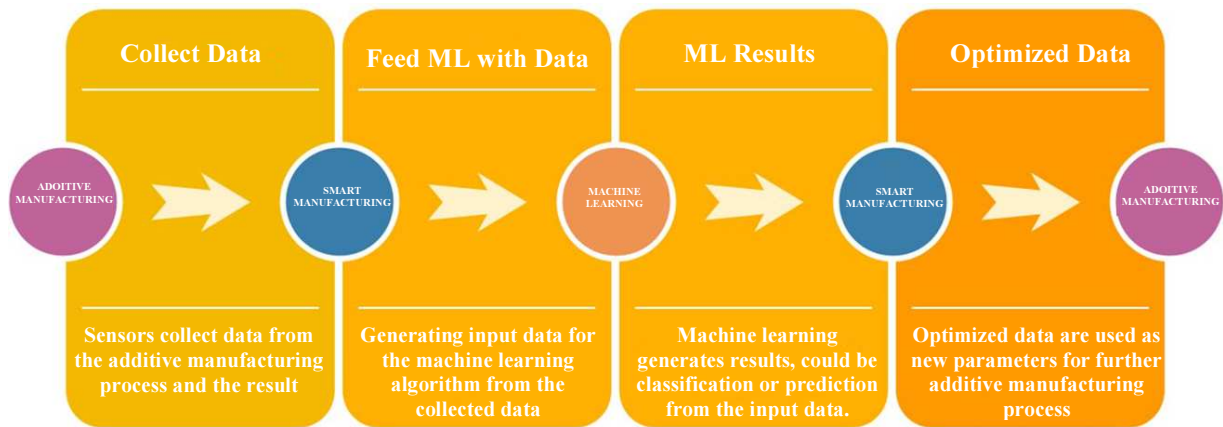 Collect Data
Feed ML with Data
ML Results
Optimized Data
ADOITIVE
MANUFACTURING
SMART
MANUFACTURING
MACHINE
LEARNING
SMART
MANUFACTURING
ADOITIVE
MANUFACTURING
Sensors collect data from
the additive manufacturing
process and the result
Generating input data for
the machine learning
algorithm from the
collected data
Machine learning
generates results, could be
classification or prediction
from the input data.
Optimized data are used as
new parameters for further
additive manufacturing
process